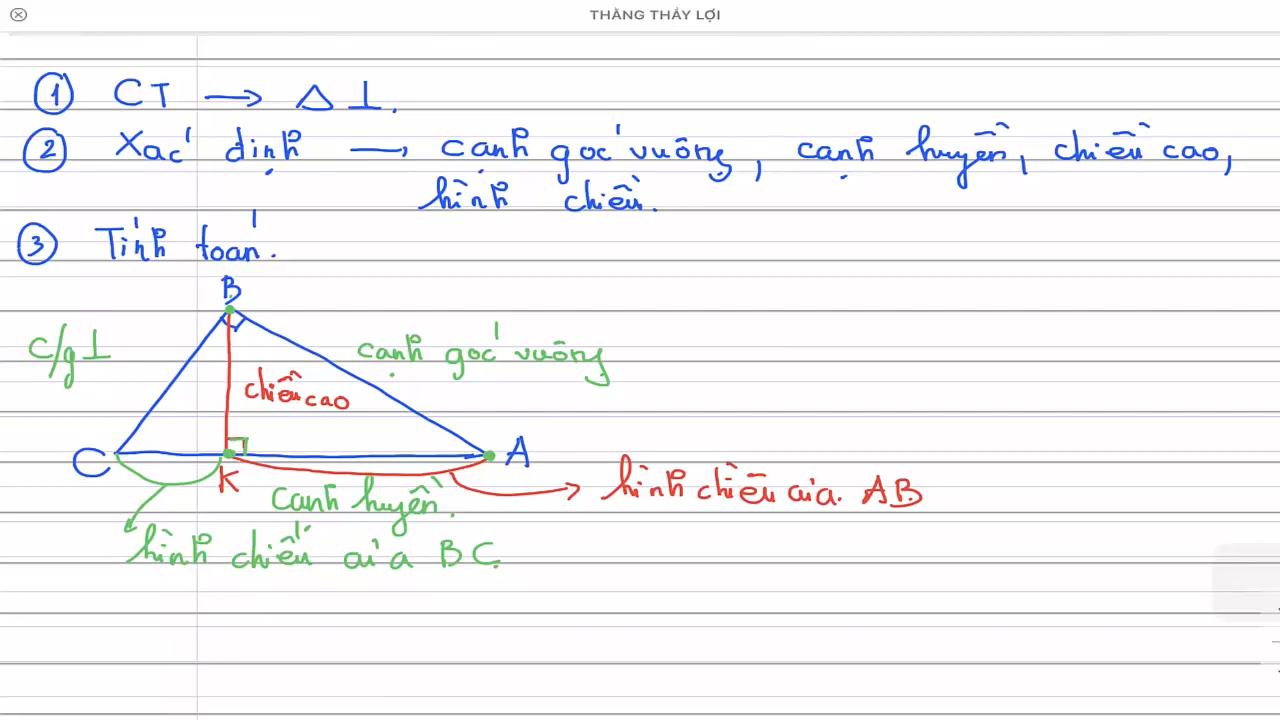 THẰNG THẦY LỢI
① CT → △ ⊥.
② Xác định → cạnh góc vuông, cạnh huyền, chiều cao,
hình chiếu.
③ Tính toán.
B
c/g ⊥
cạnh góc vuông
chiều cao
C
A
K
hình chiếu của AB
cạnh huyền.
hình chiếu của BC.